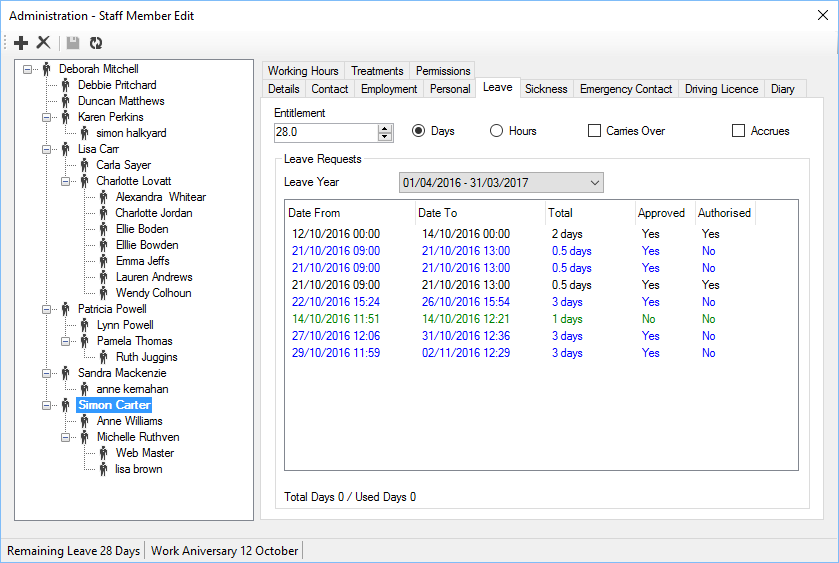 Administration - Staff Member Edit
Deborah Mitchell
Debbie Pritchard
Duncan Matthews
Karen Perkins
simon halkyard
Lisa Carr
Carla Sayer
Charlotte Lovatt
Alexandra  Whitear
Charlotte Jordan
Ellie Boden
Elllie Bowden
Emma Jeffs
Lauren Andrews
Wendy Colhoun
Patricia Powell
Lynn Powell
Pamela Thomas
Ruth Juggins
Sandra Mackenzie
anne kernahan
Simon Carter
Anne Williams
Michelle Ruthven
Web Master
lisa brown
Working Hours Treatments Permissions
Details Contact Employment Personal Leave Sickness Emergency Contact Driving Licence Diary
Entitlement
28.0 Days Hours Carries Over Accrues
Leave Requests
Leave Year 01/04/2016 - 31/03/2017
Date From Date To Total Approved Authorised
12/10/2016 00:00 14/10/2016 00:00 2 days Yes Yes
21/10/2016 09:00 21/10/2016 13:00 0.5 days Yes No
21/10/2016 09:00 21/10/2016 13:00 0.5 days Yes No
21/10/2016 09:00 21/10/2016 13:00 0.5 days Yes Yes
22/10/2016 15:24 26/10/2016 15:54 3 days Yes No
14/10/2016 11:51 14/10/2016 12:21 1 days No No
27/10/2016 12:06 31/10/2016 12:36 3 days Yes No
29/10/2016 11:59 02/11/2016 12:29 3 days Yes No
Total Days 0 / Used Days 0
Remaining Leave 28 Days Work Aniversary 12 October